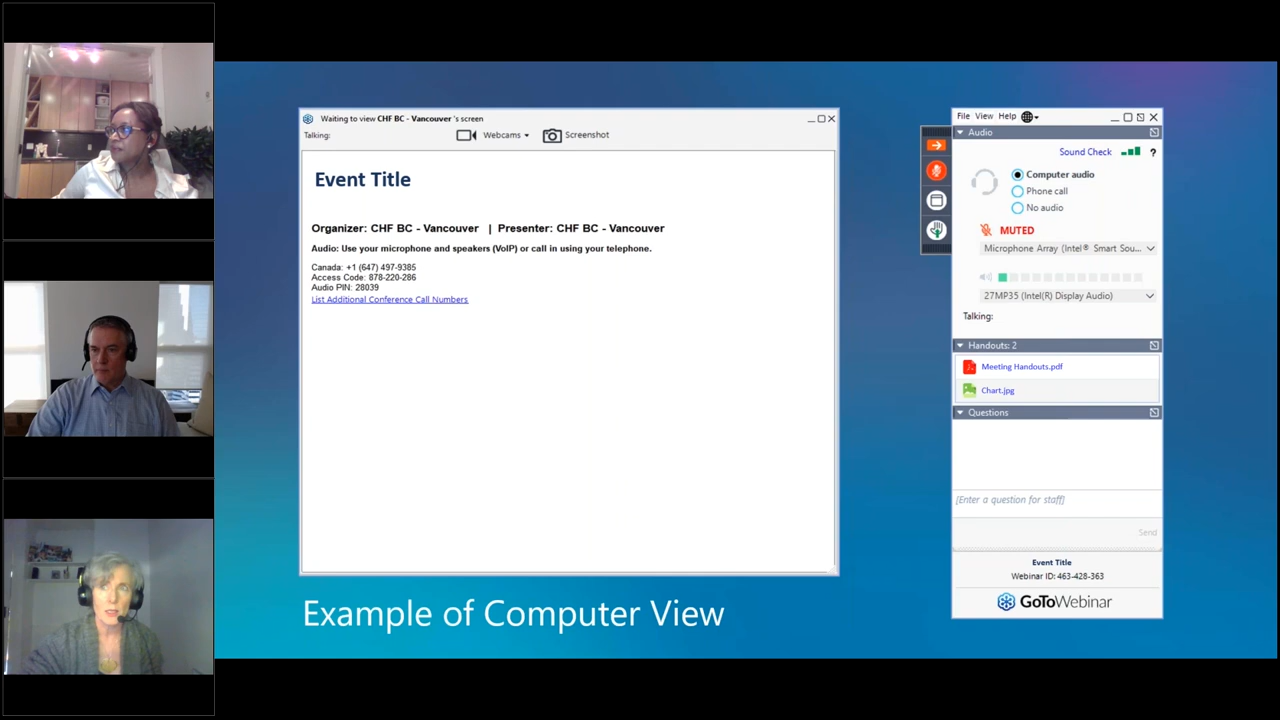 Waiting to view CHF BC - Vancouver 's screen
Talking:
Webcams
Screenshot
Event Title
Organizer: CHF BC - Vancouver | Presenter: CHF BC - Vancouver
Audio: Use your microphone and speakers (VoIP) or call in using your telephone.
Canada: +1 (647) 497-9385
Access Code: 878-220-286
Audio PIN: 28039
List Additional Conference Call Numbers
Example of Computer View
File View Help
Audio
Sound Check ?
Computer audio
Phone call
No audio
MUTED
Microphone Array (Intel® Smart Sou...
27MP35 (Intel(R) Display Audio)
Talking:
Handouts: 2
Meeting Handouts.pdf
Chart.jpg
Questions
[Enter a question for staff]
Send
Event Title
Webinar ID: 463-428-363
GoToWebinar